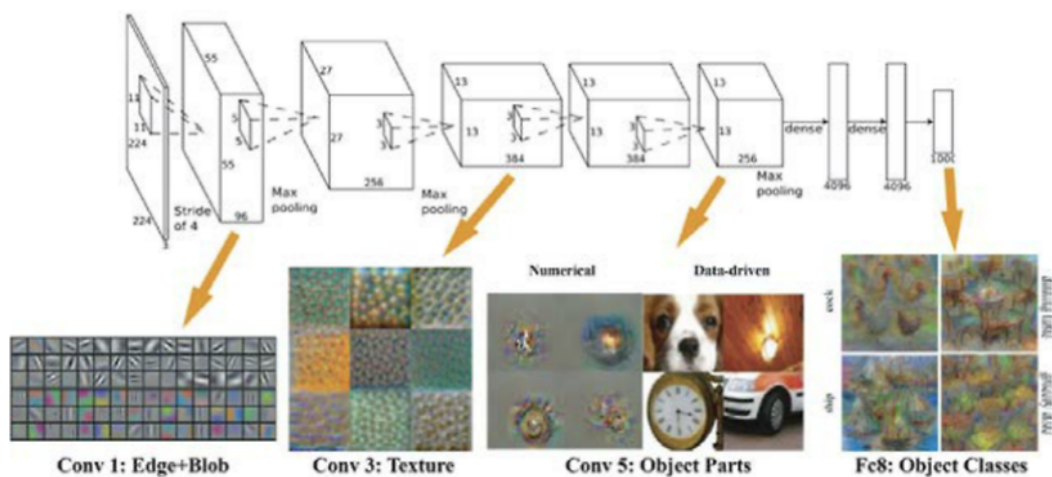 55
27
13
13
13
11
5
3
3
3
11
5
27
3
13
3
13
3
13
dense
dense
224
55
384
384
256
1000
256
Max
pooling
4096
4096
Max
pooling
Max
pooling
224
Stride
of 4
96
3
Numerical
Data-driven
cock
ship
Conv 1: Edge+Blob
Conv 3: Texture
Conv 5: Object Parts
Fc8: Object Classes